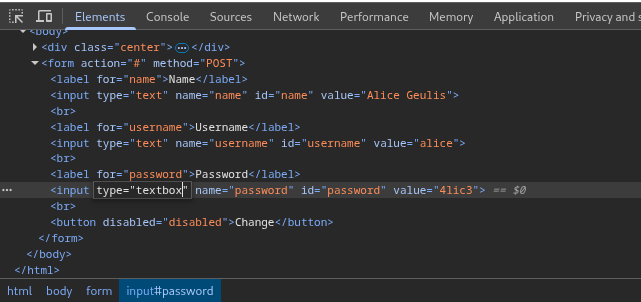 Elements Console Sources Network Performance Memory Application Privacy and s
<body>
<div class="center"> ⋯ </div>
<form action="#" method="POST">
<label for="name">Name</label>
<input type="text" name="name" id="name" value="Alice Geulis">
<br>
<label for="username">Username</label>
<input type="text" name="username" id="username" value="alice">
<br>
<label for="password">Password</label>
<input type="textbox" name="password" id="password" value="4lic3"> == $0
<br>
<button disabled="disabled">Change</button>
</form>
</body>
</html>
html body form input#password